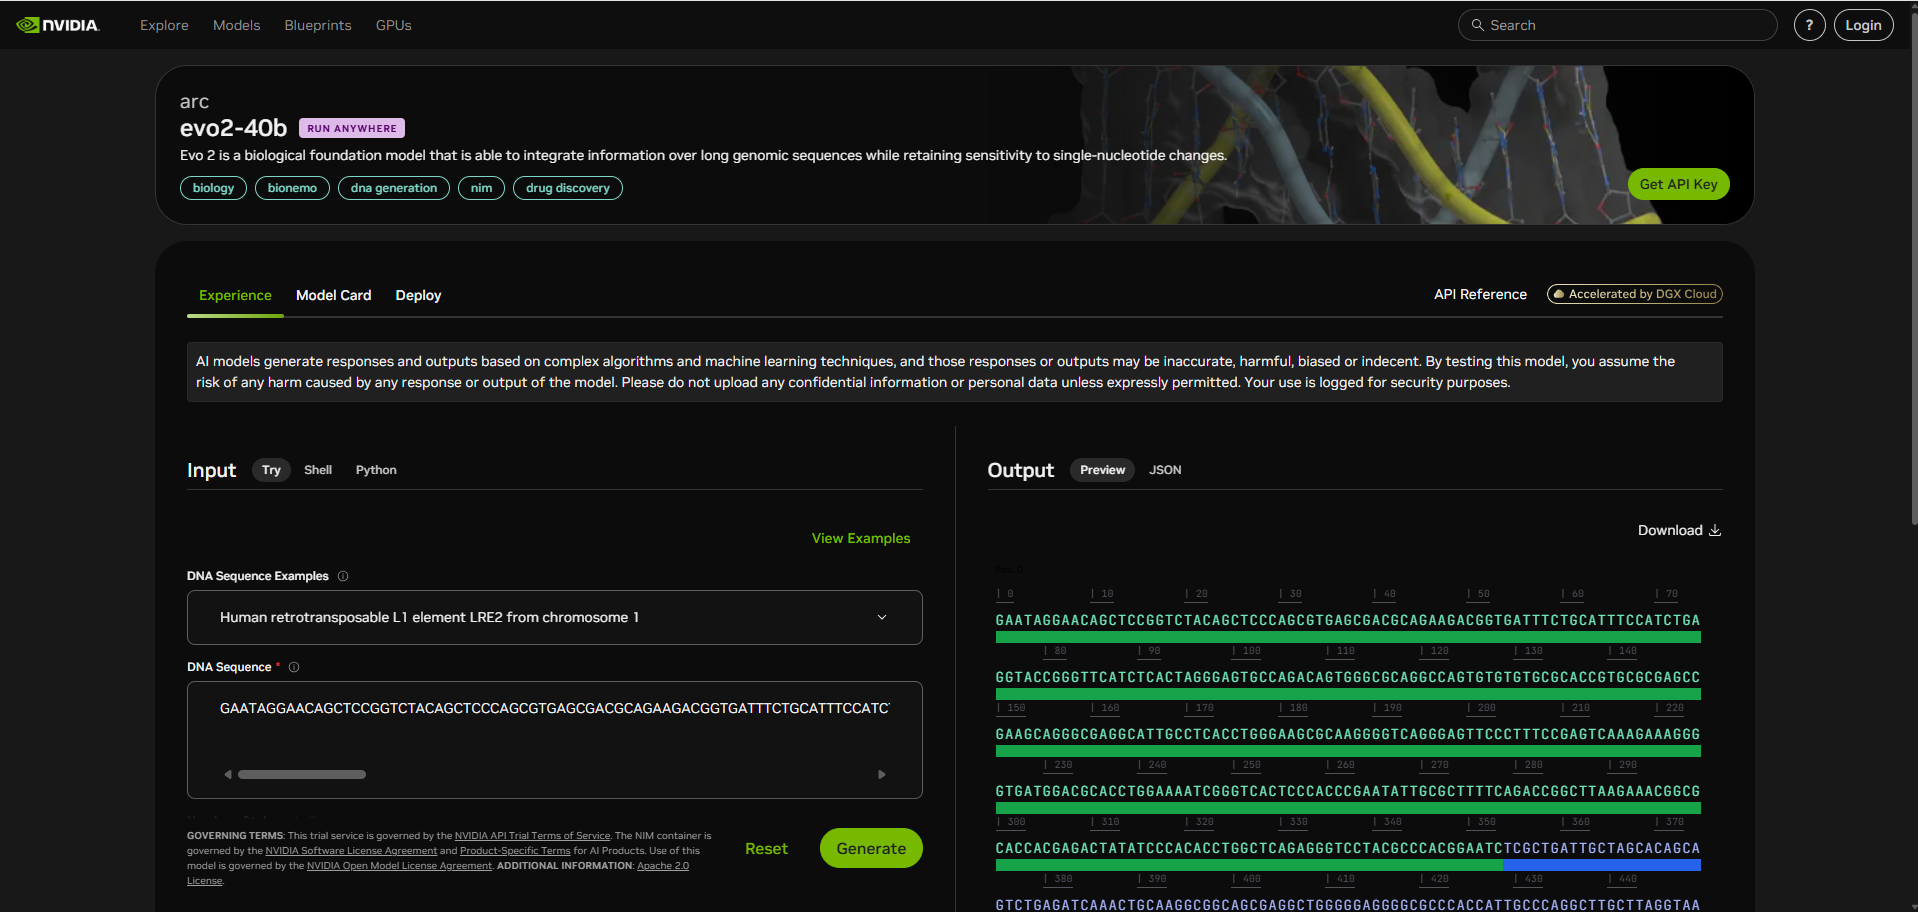 NVIDIA.
Explore
Models
Blueprints
GPUs
Search
?
Login
arc
evo2-40b
RUN ANYWHERE
Evo 2 is a biological foundation model that is able to integrate information over long genomic sequences while retaining sensitivity to single-nucleotide changes.
biology
bionemo
dna generation
nim
drug discovery
Get API Key
Experience
Model Card
Deploy
API Reference
Accelerated by DGX Cloud
AI models generate responses and outputs based on complex algorithms and machine learning techniques, and those responses or outputs may be inaccurate, harmful, biased or indecent. By testing this model, you assume the
risk of any harm caused by any response or output of the model. Please do not upload any confidential information or personal data unless expressly permitted. Your use is logged for security purposes.
Input
Try
Shell
Python
View Examples
DNA Sequence Examples
Human retrotransposable L1 element LRE2 from chromosome 1
DNA Sequence *
GAATAGGAACAGCTCCGGTCTACAGCTCCCAGCGTGAGCGACGCAGAAGACGGTGATTTCTGCATTTCCATC
GOVERNING TERMS: This trial service is governed by the NVIDIA API Trial Terms of Service. The NIM container is
governed by the NVIDIA Software License Agreement and Product-Specific Terms for AI Products. Use of this
model is governed by the NVIDIA Open Model License Agreement. ADDITIONAL INFORMATION: Apache 2.0
License.
Reset
Generate
Output
Preview
JSON
Download
| 0 | 10 | 20 | 30 | 40 | 50 | 60 | 70
GAATAGGAACAGCTCCGGTCTACAGCTCCCAGCGTGAGCGACGCAGAAGACGGTGATTTCTGCATTTCCATCTGA
| 80 | 90 | 100 | 110 | 120 | 130 | 140
GGTACCGGGTTCATCTCACTAGGGAGTGCCAGACAGTGGGCGCAGGCCAGTGTGTGTGCGCACCGTGCGCGAGCC
| 150 | 160 | 170 | 180 | 190 | 200 | 210 | 220
GAAGCAGGGCGAGGCATTGCCTCACCTGGGAAGCGCAAGGGGTCAGGGAGTTCCCTTTCCGAGTCAAAGAAAGGG
| 230 | 240 | 250 | 260 | 270 | 280 | 290
GTGATGGACGCACCTGGAAAATCGGGTCACTCCCACCCGAATATTGCGCTTTTCAGACCGGCTTAAGAAACGGCG
| 300 | 310 | 320 | 330 | 340 | 350 | 360 | 370
CACCACGAGACTATATCCCACACCTGGCTCAGAGGGTCCTACGCCCACGGAATCTCGCTGATTGCTAGCACAGCA
| 380 | 390 | 400 | 410 | 420 | 430 | 440
GTCTGAGATCAAACTGCAAGGCGGCAGCGAGGCTGGGGGAGGGGCGCCCACCATTGCCCAGGCTTGCTTAGGTAA